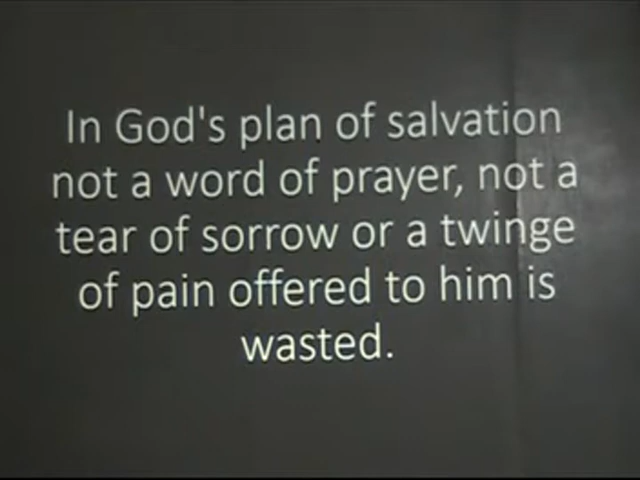 In God's plan of salvation
not a word of prayer, not a
tear of sorrow or a twinge
of pain offered to him is
wasted.